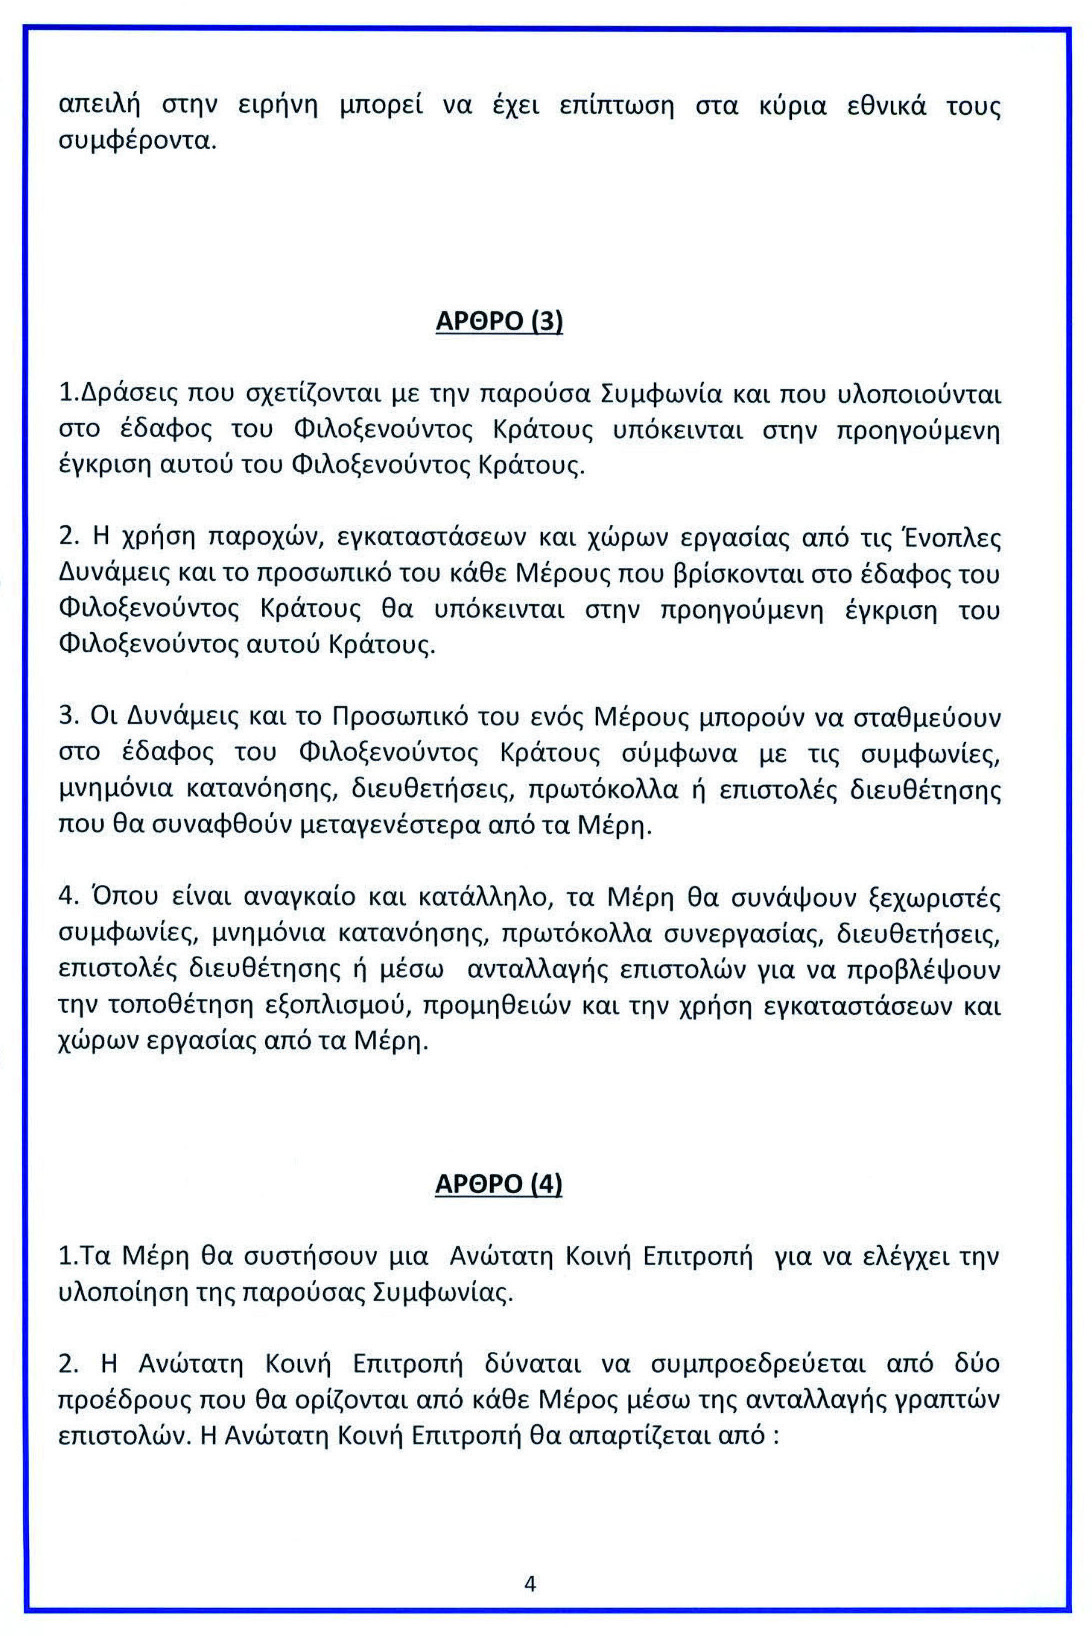 απειλή στην ειρήνη μπορεί να έχει επίπτωση στα κύρια εθνικά τους
συμφέροντα.
ΑΡΘΡΟ (3)
1.Δράσεις που σχετίζονται με την παρούσα Συμφωνία και που υλοποιούνται
στο έδαφος του Φιλοξενούντος Κράτους υπόκεινται στην προηγούμενη
έγκριση αυτού του Φιλοξενούντος Κράτους.
2. Η χρήση παροχών, εγκαταστάσεων και χώρων εργασίας από τις Ένοπλες
Δυνάμεις και το προσωπικό του κάθε Μέρους που βρίσκονται στο έδαφος του
Φιλοξενούντος Κράτους θα υπόκεινται στην προηγούμενη έγκριση του
Φιλοξενούντος αυτού Κράτους.
3. Οι Δυνάμεις και το Προσωπικό του ενός Μέρους μπορούν να σταθμεύουν
στο έδαφος του Φιλοξενούντος Κράτους σύμφωνα με τις συμφωνίες,
μνημόνια κατανόησης, διευθετήσεις, πρωτόκολλα ή επιστολές διευθέτησης
που θα συναφθούν μεταγενέστερα από τα Μέρη.
4. Όπου είναι αναγκαίο και κατάλληλο, τα Μέρη θα συνάψουν ξεχωριστές
συμφωνίες, μνημόνια κατανόησης, πρωτόκολλα συνεργασίας, διευθετήσεις,
επιστολές διευθέτησης ή μέσω ανταλλαγής επιστολών για να προβλέψουν
την τοποθέτηση εξοπλισμού, προμηθειών και την χρήση εγκαταστάσεων και
χώρων εργασίας από τα Μέρη.
ΑΡΘΡΟ (4)
1.Τα Μέρη θα συστήσουν μια Ανώτατη Κοινή Επιτροπή για να ελέγχει την
υλοποίηση της παρούσας Συμφωνίας.
2. Η Ανώτατη Κοινή Επιτροπή δύναται να συμπροεδρεύεται από δύο
προέδρους που θα ορίζονται από κάθε Μέρος μέσω της ανταλλαγής γραπτών
επιστολών. Η Ανώτατη Κοινή Επιτροπή θα απαρτίζεται από :
4